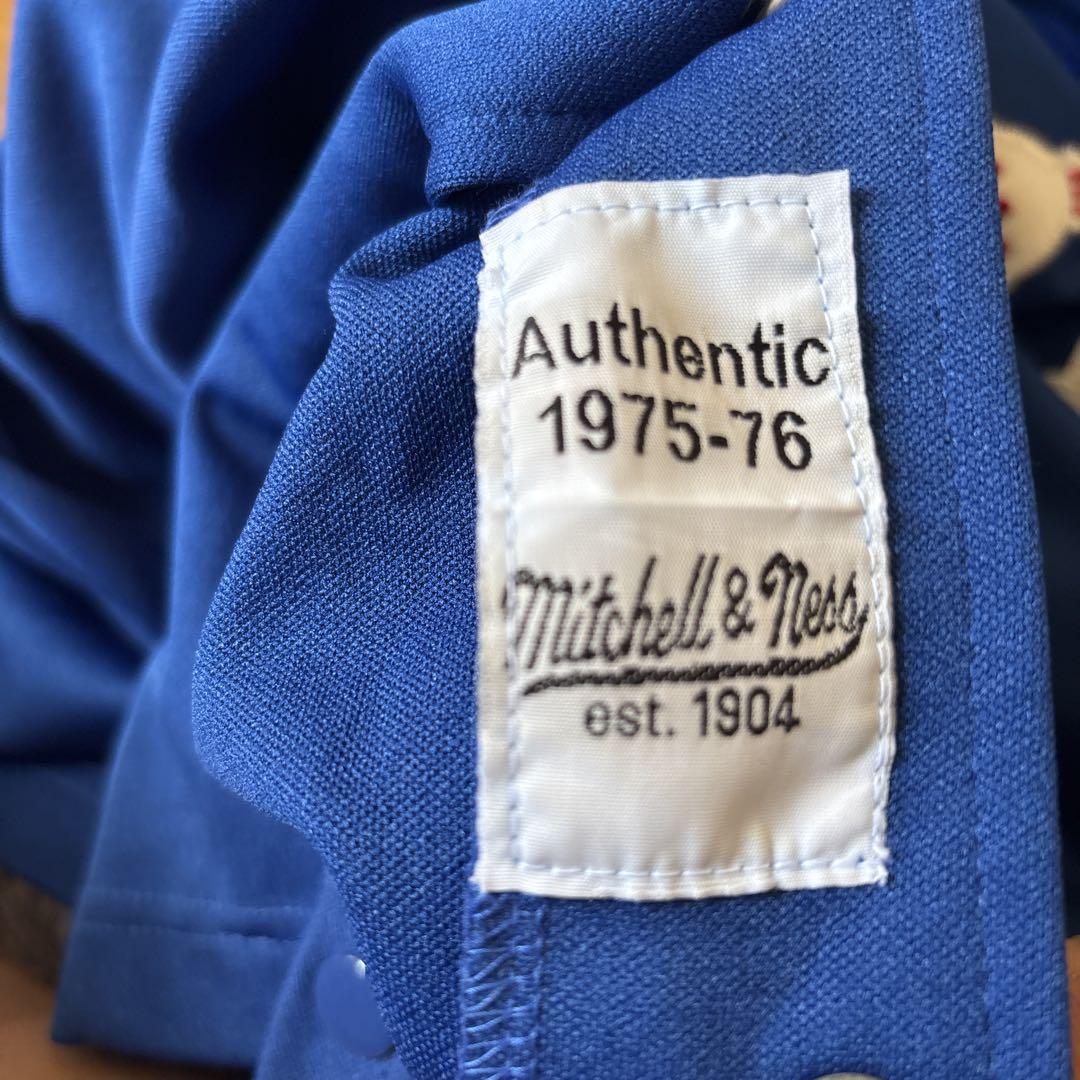 Authentic
1975-76
Mitchell & Ness
est. 1904